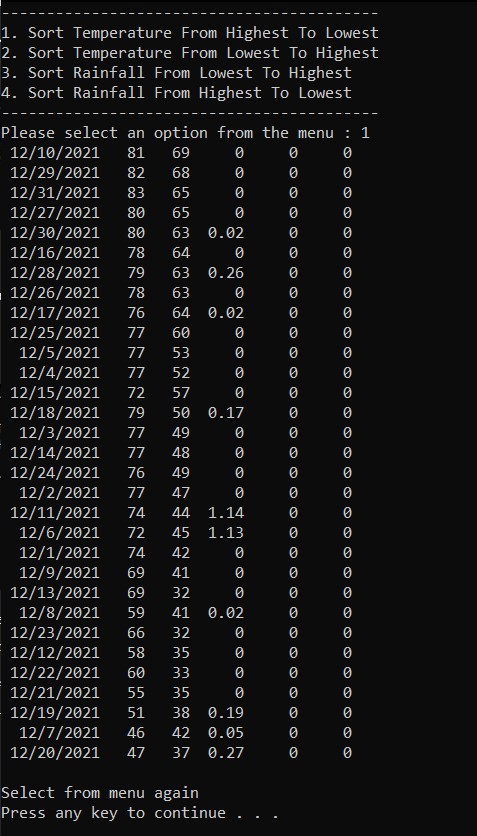 ------------------------------------------
1. Sort Temperature From Highest To Lowest
2. Sort Temperature From Lowest To Highest
3. Sort Rainfall From Lowest To Highest
4. Sort Rainfall From Highest To Lowest
------------------------------------------
Please select an option from the menu : 1
12/10/2021 81 69 0 0 0
12/29/2021 82 68 0 0 0
12/31/2021 83 65 0 0 0
12/27/2021 80 65 0 0 0
12/30/2021 80 63 0.02 0 0
12/16/2021 78 64 0 0 0
12/28/2021 79 63 0.26 0 0
12/26/2021 78 63 0 0 0
12/17/2021 76 64 0.02 0 0
12/25/2021 77 60 0 0 0
12/5/2021 77 53 0 0 0
12/4/2021 77 52 0 0 0
12/15/2021 72 57 0 0 0
12/18/2021 79 50 0.17 0 0
12/3/2021 77 49 0 0 0
12/14/2021 77 48 0 0 0
12/24/2021 76 49 0 0 0
12/2/2021 77 47 0 0 0
12/11/2021 74 44 1.14 0 0
12/6/2021 72 45 1.13 0 0
12/1/2021 74 42 0 0 0
12/9/2021 69 41 0 0 0
12/13/2021 69 32 0 0 0
12/8/2021 59 41 0.02 0 0
12/23/2021 66 32 0 0 0
12/12/2021 58 35 0 0 0
12/22/2021 60 33 0 0 0
12/21/2021 55 35 0 0 0
12/19/2021 51 38 0.19 0 0
12/7/2021 46 42 0.05 0 0
12/20/2021 47 37 0.27 0 0
Select from menu again
Press any key to continue . . .